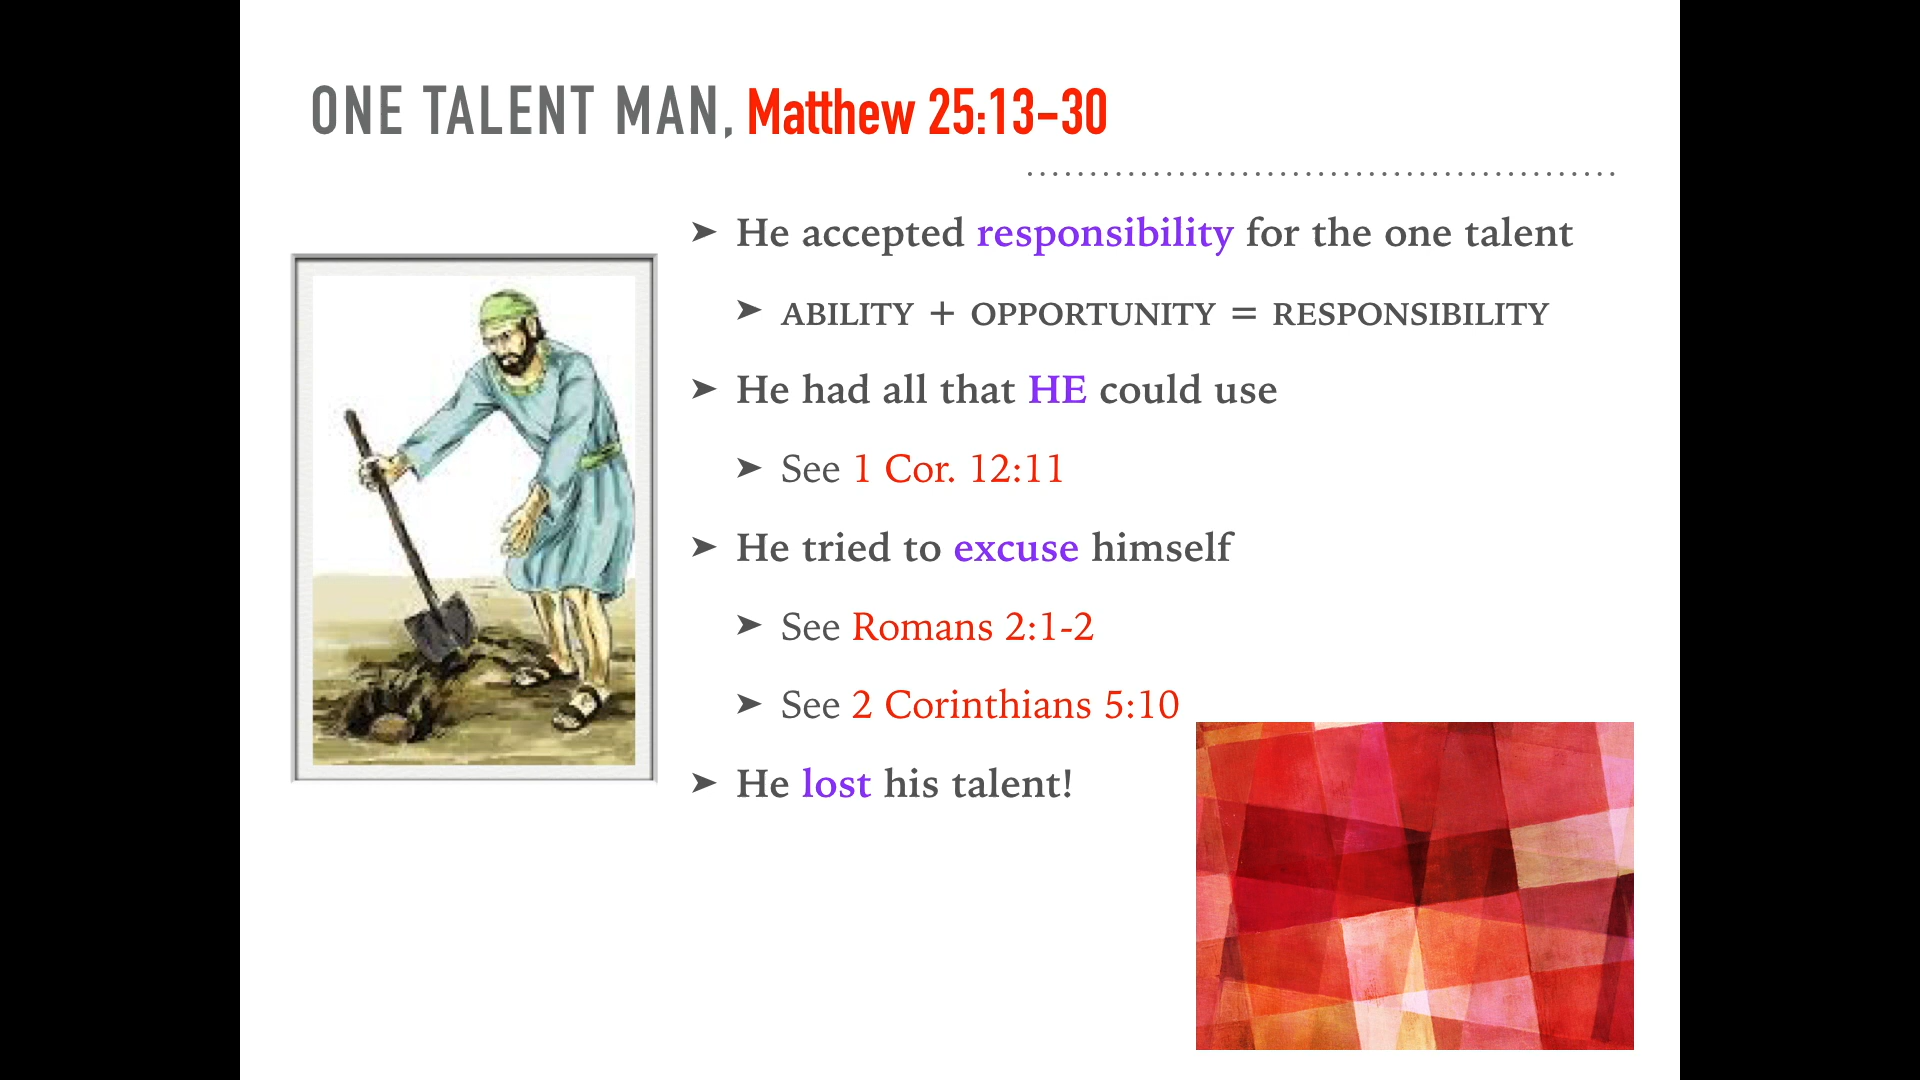 ONE TALENT MAN, Matthew 25:13–30
➤ He accepted responsibility for the one talent
➤ ABILITY + OPPORTUNITY = RESPONSIBILITY
➤ He had all that HE could use
➤ See 1 Cor. 12:11
➤ He tried to excuse himself
➤ See Romans 2:1-2
➤ See 2 Corinthians 5:10
➤ He lost his talent!